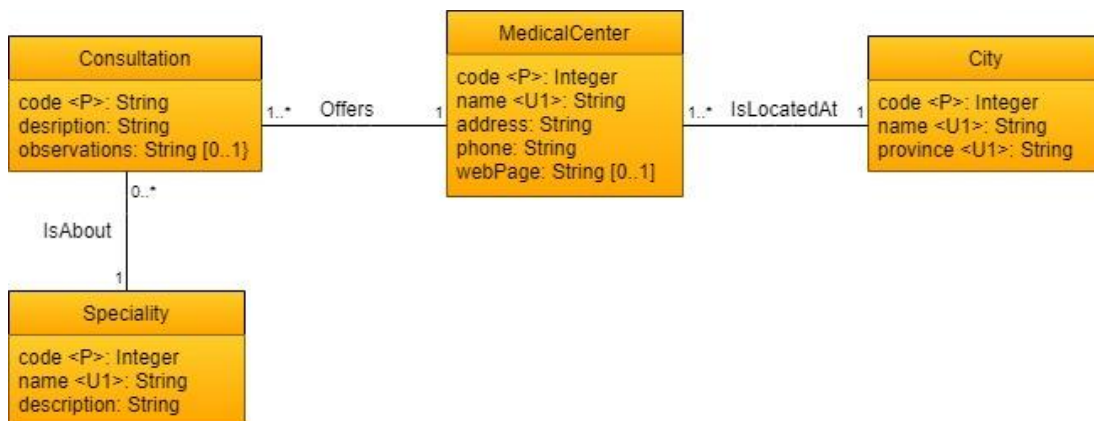 Consultation
code <P>: String
desription: String
observations: String [0..1}
1..*
Offers
1
MedicalCenter
code <P>: Integer
name <U1>: String
address: String
phone: String
webPage: String [0..1]
1..*
IsLocatedAt
1
City
code <P>: Integer
name <U1>: String
province <U1>: String
0..*
IsAbout
1
Speciality
code <P>: Integer
name <U1>: String
description: String